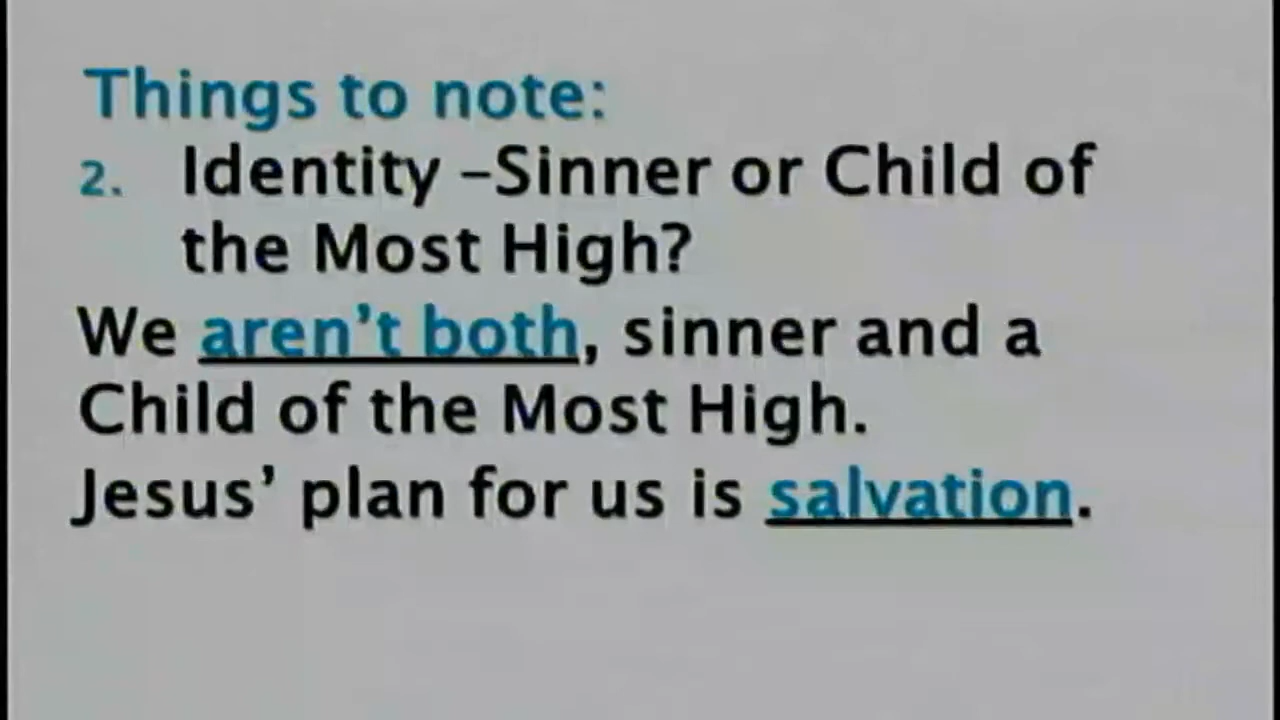 Things to note:
2. Identity –Sinner or Child of
the Most High?
We aren't both, sinner and a
Child of the Most High.
Jesus' plan for us is salvation.